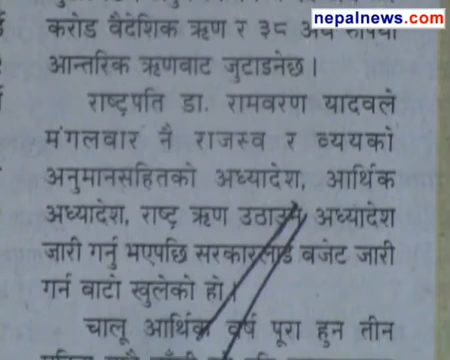 nepalnews.com
करोड वैदेशिक ऋण र ३८ अर्ब रुपैयाँ
आन्तरिक ऋणबाट जुटाइनेछ ।
राष्ट्रपति डा. रामवरण यादवले
मंगलवार नै राजस्व र व्ययको
अनुमानसहितको अध्यादेश, आर्थिक
अध्यादेश, राष्ट्र ऋण उठाउने अध्यादेश
जारी गर्नु भएपछि सरकारलाई बजेट जारी
गर्न बाटो खुलेको हो ।
चालू आर्थिक वर्ष पूरा हुन तीन